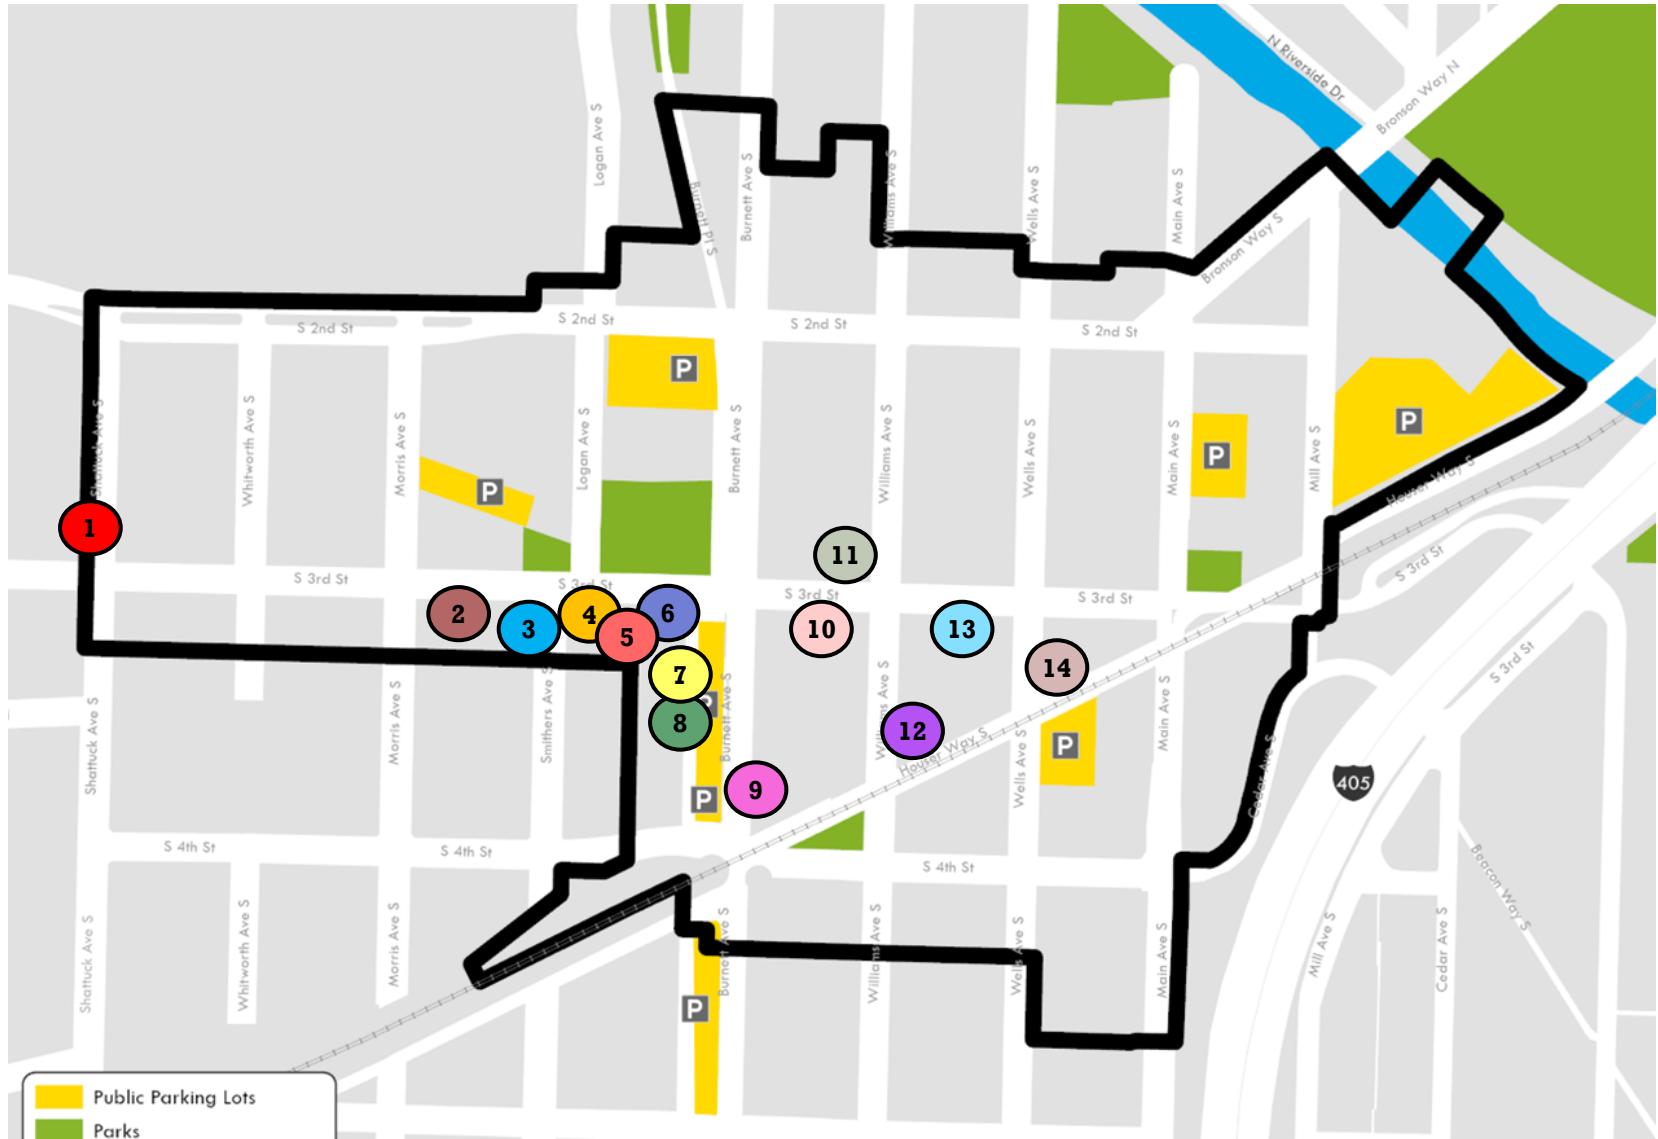 N Riverside Dr
Bronson Way N
Logan Ave S
Burnett Ave S
Burnett Pl S
Williams Ave S
Wells Ave S
Main Ave S
Bronson Way S
S 2nd St
S 2nd St
S 2nd St
S 2nd St
P
Shattuck Ave S
Whitworth Ave S
Morris Ave S
Logan Ave S
Burnett Ave S
Williams Ave S
Wells Ave S
Main Ave S
Mill Ave S
P
P
P
Houser Way S
1
11
S 3rd St
S 3rd St
S 3rd St
S 3rd St
S 3rd St
2
3
4
5
6
10
13
14
7
8
P
12
9
P
P
Houser Way S
Shattuck Ave S
Morris Ave S
Smithers Ave S
Burnett Ave S
Williams Ave S
Wells Ave S
Main Ave S
Cedar Ave S
S 3rd St
405
S 4th St
S 4th St
S 4th St
Shattuck Ave S
Whitworth Ave S
Morris Ave S
Burnett Ave S
Williams Ave S
Wells Ave S
Main Ave S
Mill Ave S
Cedar Ave S
Beacon Way S
P
Public Parking Lots
Parks